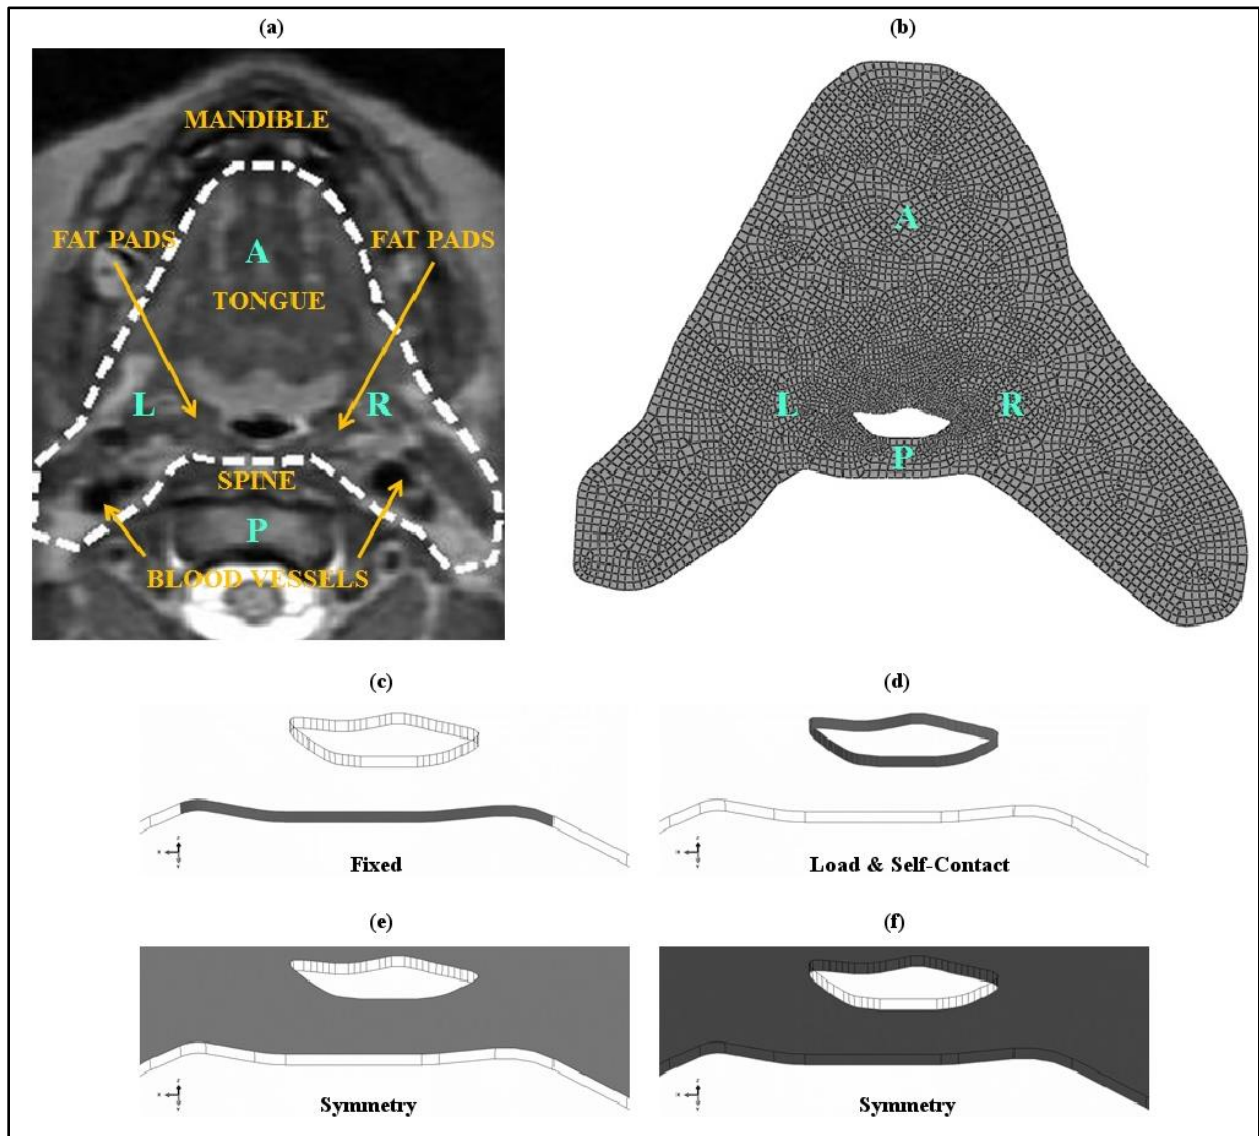 (a)
(b)
MANDIBLE
FAT PADS
FAT PADS
A
TONGUE
L
R
SPINE
P
BLOOD VESSELS
A
L
R
P
(c)
(d)
Fixed
Load & Self-Contact
(e)
(f)
Symmetry
Symmetry